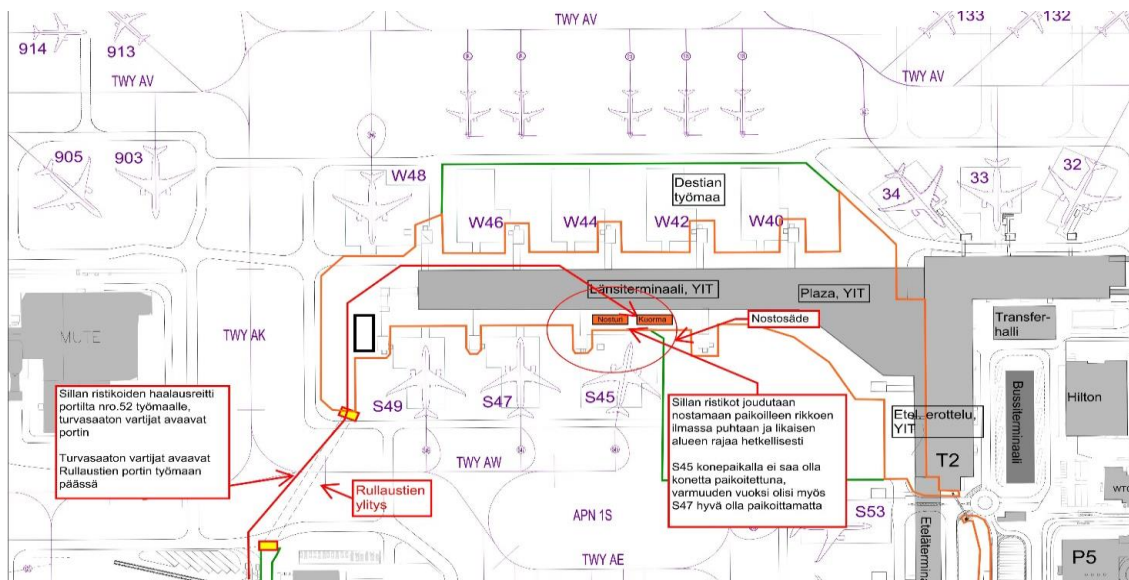 TWY AV
133
132
914
913
TWY AV
TWY AV
905
903
W48
Destian
työmaa
34
33
32
W46
W44
W42
W40
Länsiterminaali, YIT
Plaza, YIT
Nosturi
Kuorma
Nostosäde
Transfer-
halli
MUTE
TWY AK
Sillan ristikoiden haalausreitti
portilta nro.52 työmaalle,
turvasaaton vartijat avaavat
portin
Turvasaaton vartijat avaavat
Rullaustien portin työmaan
päässä
S49
S47
S45
Sillan ristikot joudutaan
nostamaan paikoilleen rikkoen
ilmassa puhtaan ja likaisen
alueen rajaa hetkellisesti
S45 konepaikalla ei saa olla
konetta paikoitettuna,
varmuuden vuoksi olisi myös
S47 hyvä olla paikoittamatta
Etel. erottelu,
YIT
T2
Bussiterminaali
Hilton
WTC
TWY AW
Rullaustien
ylitys
APN 1S
S53
TWY AE
Eteläterminaali
P5